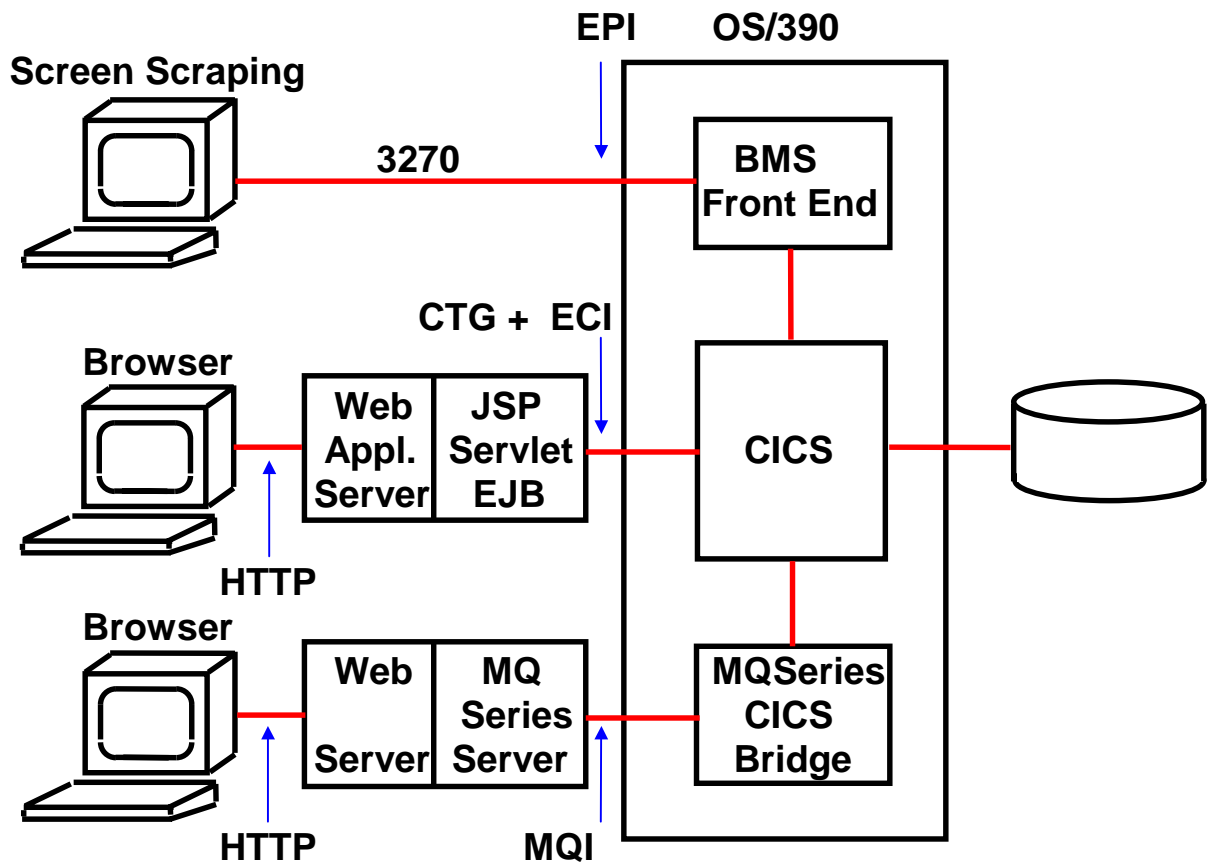 EPI
OS/390
Screen Scraping
3270
BMS
Front End
CTG + ECI
Browser
Web
Appl.
Server
JSP
Servlet
EJB
CICS
HTTP
Browser
Web
Server
MQ
Series
Server
MQSeries
CICS
Bridge
HTTP
MQI